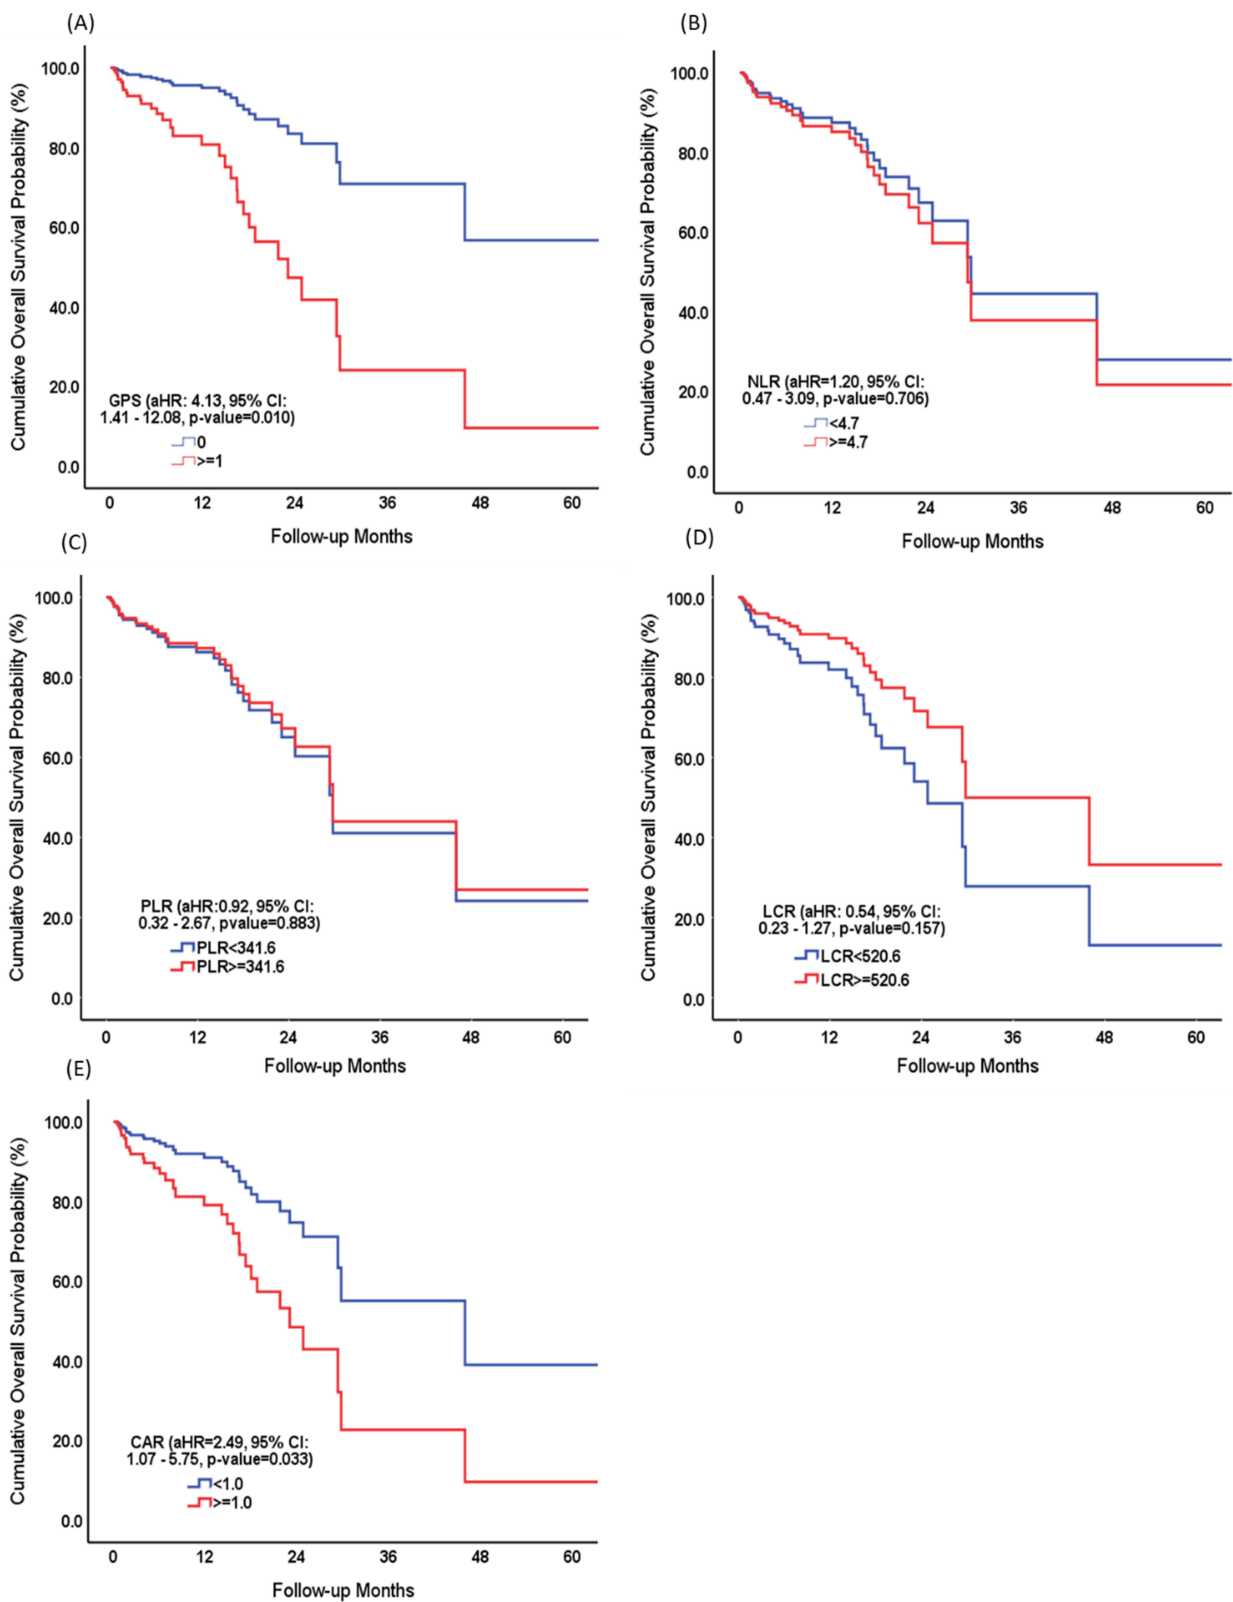 (A)
Cumulative Overall Survival Probability (%)
100.0
80.0
60.0
40.0
20.0
0.0
GPS (aHR: 4.13, 95% CI:
1.41 - 12.08, p-value=0.010)
0
>=1
0 12 24 36 48 60
Follow-up Months
(B)
Cumulative Overall Survival Probability (%)
100.0
80.0
60.0
40.0
20.0
0.0
NLR (aHR=1.20, 95% CI:
0.47 - 3.09, p-value=0.706)
<4.7
>=4.7
0 12 24 36 48 60
Follow-up Months
(C)
Cumulative Overall Survival Probability (%)
100.0
80.0
60.0
40.0
20.0
0.0
PLR (aHR:0.92, 95% CI:
0.32 - 2.67, pvalue=0.883)
PLR<341.6
PLR>=341.6
0 12 24 36 48 60
Follow-up Months
(D)
Cumulative Overall Survival Probability (%)
100.0
80.0
60.0
40.0
20.0
0.0
LCR (aHR: 0.54, 95% CI:
0.23 - 1.27, p-value=0.157)
LCR<520.6
LCR>=520.6
0 12 24 36 48 60
Follow-up Months
(E)
Cumulative Overall Survival Probability (%)
100.0
80.0
60.0
40.0
20.0
0.0
CAR (aHR=2.49, 95% CI:
1.07 - 5.75, p-value=0.033)
<1.0
>=1.0
0 12 24 36 48 60
Follow-up Months